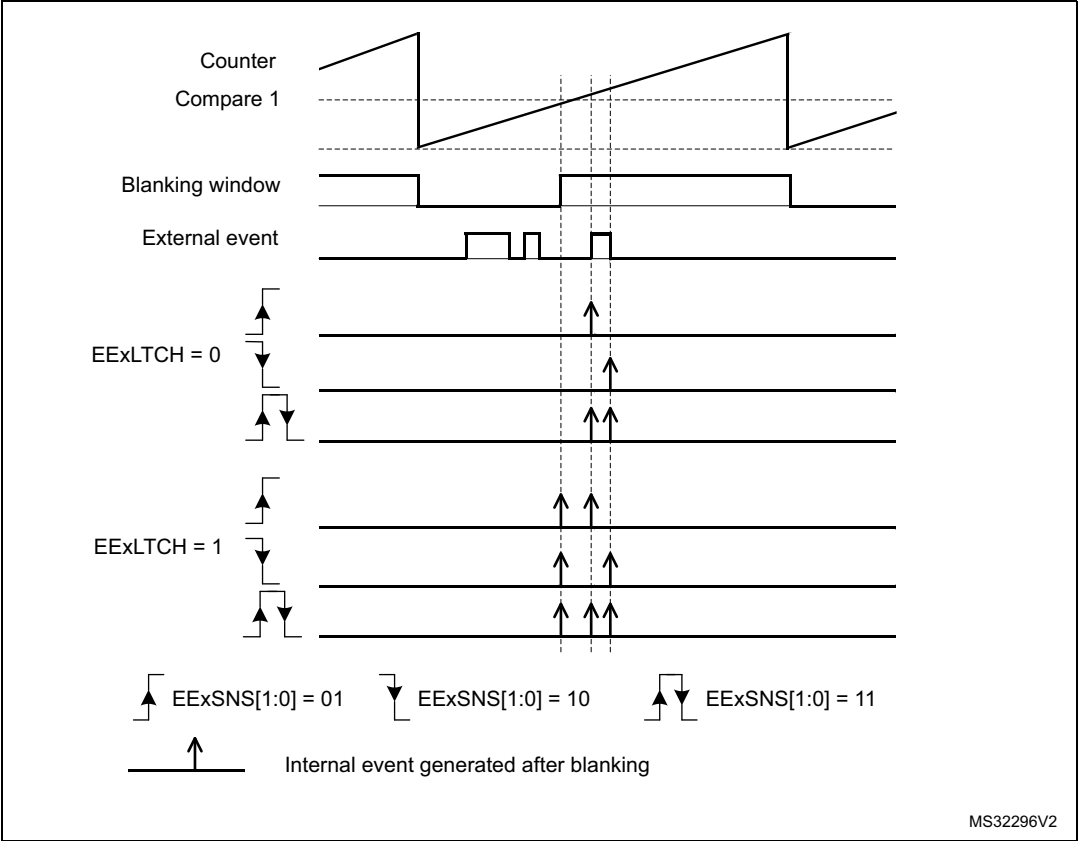 Counter
Compare 1
Blanking window
External event
EExLTCH = 0
EExLTCH = 1
EExSNS[1:0] = 01 EExSNS[1:0] = 10 EExSNS[1:0] = 11
Internal event generated after blanking
MS32296V2